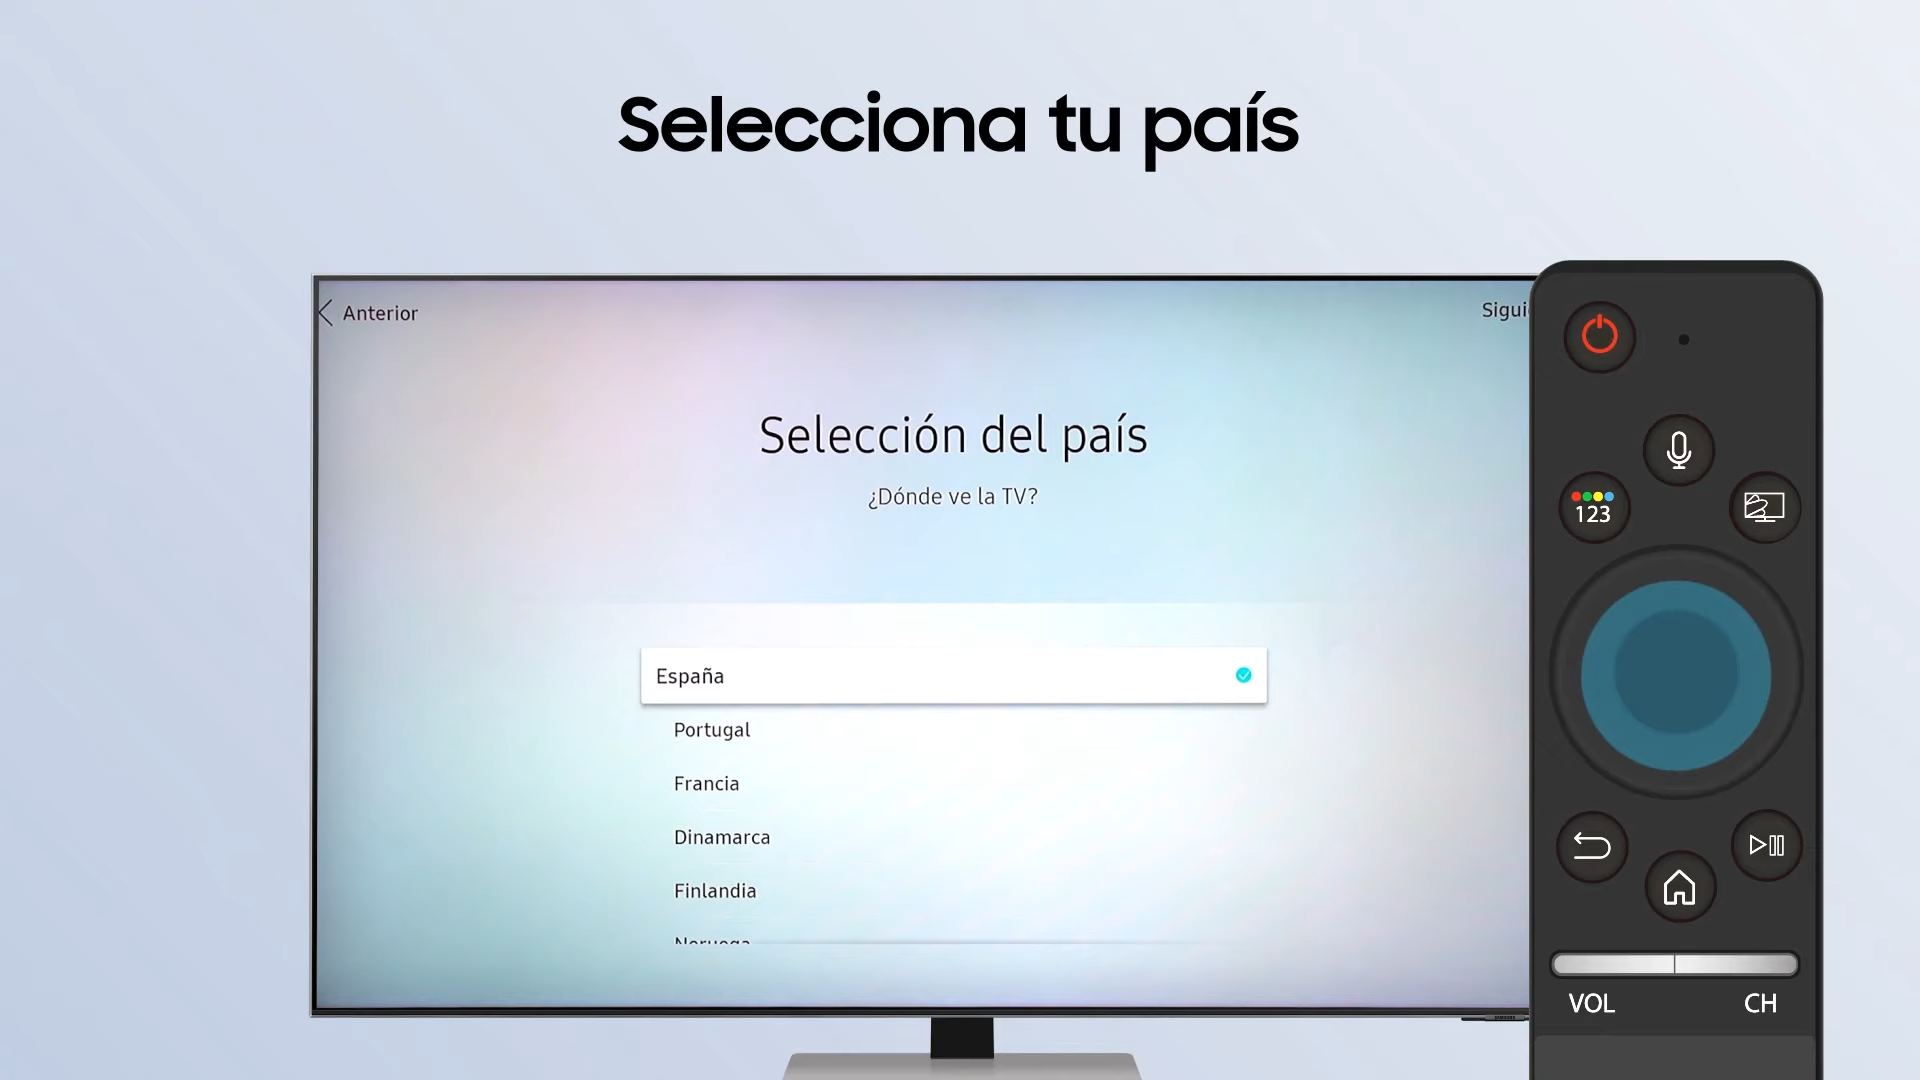 Selecciona tu país
Anterior
Selección del país
¿Dónde ve la TV?
España
Portugal
Francia
Dinamarca
Finlandia
123
VOL
CH